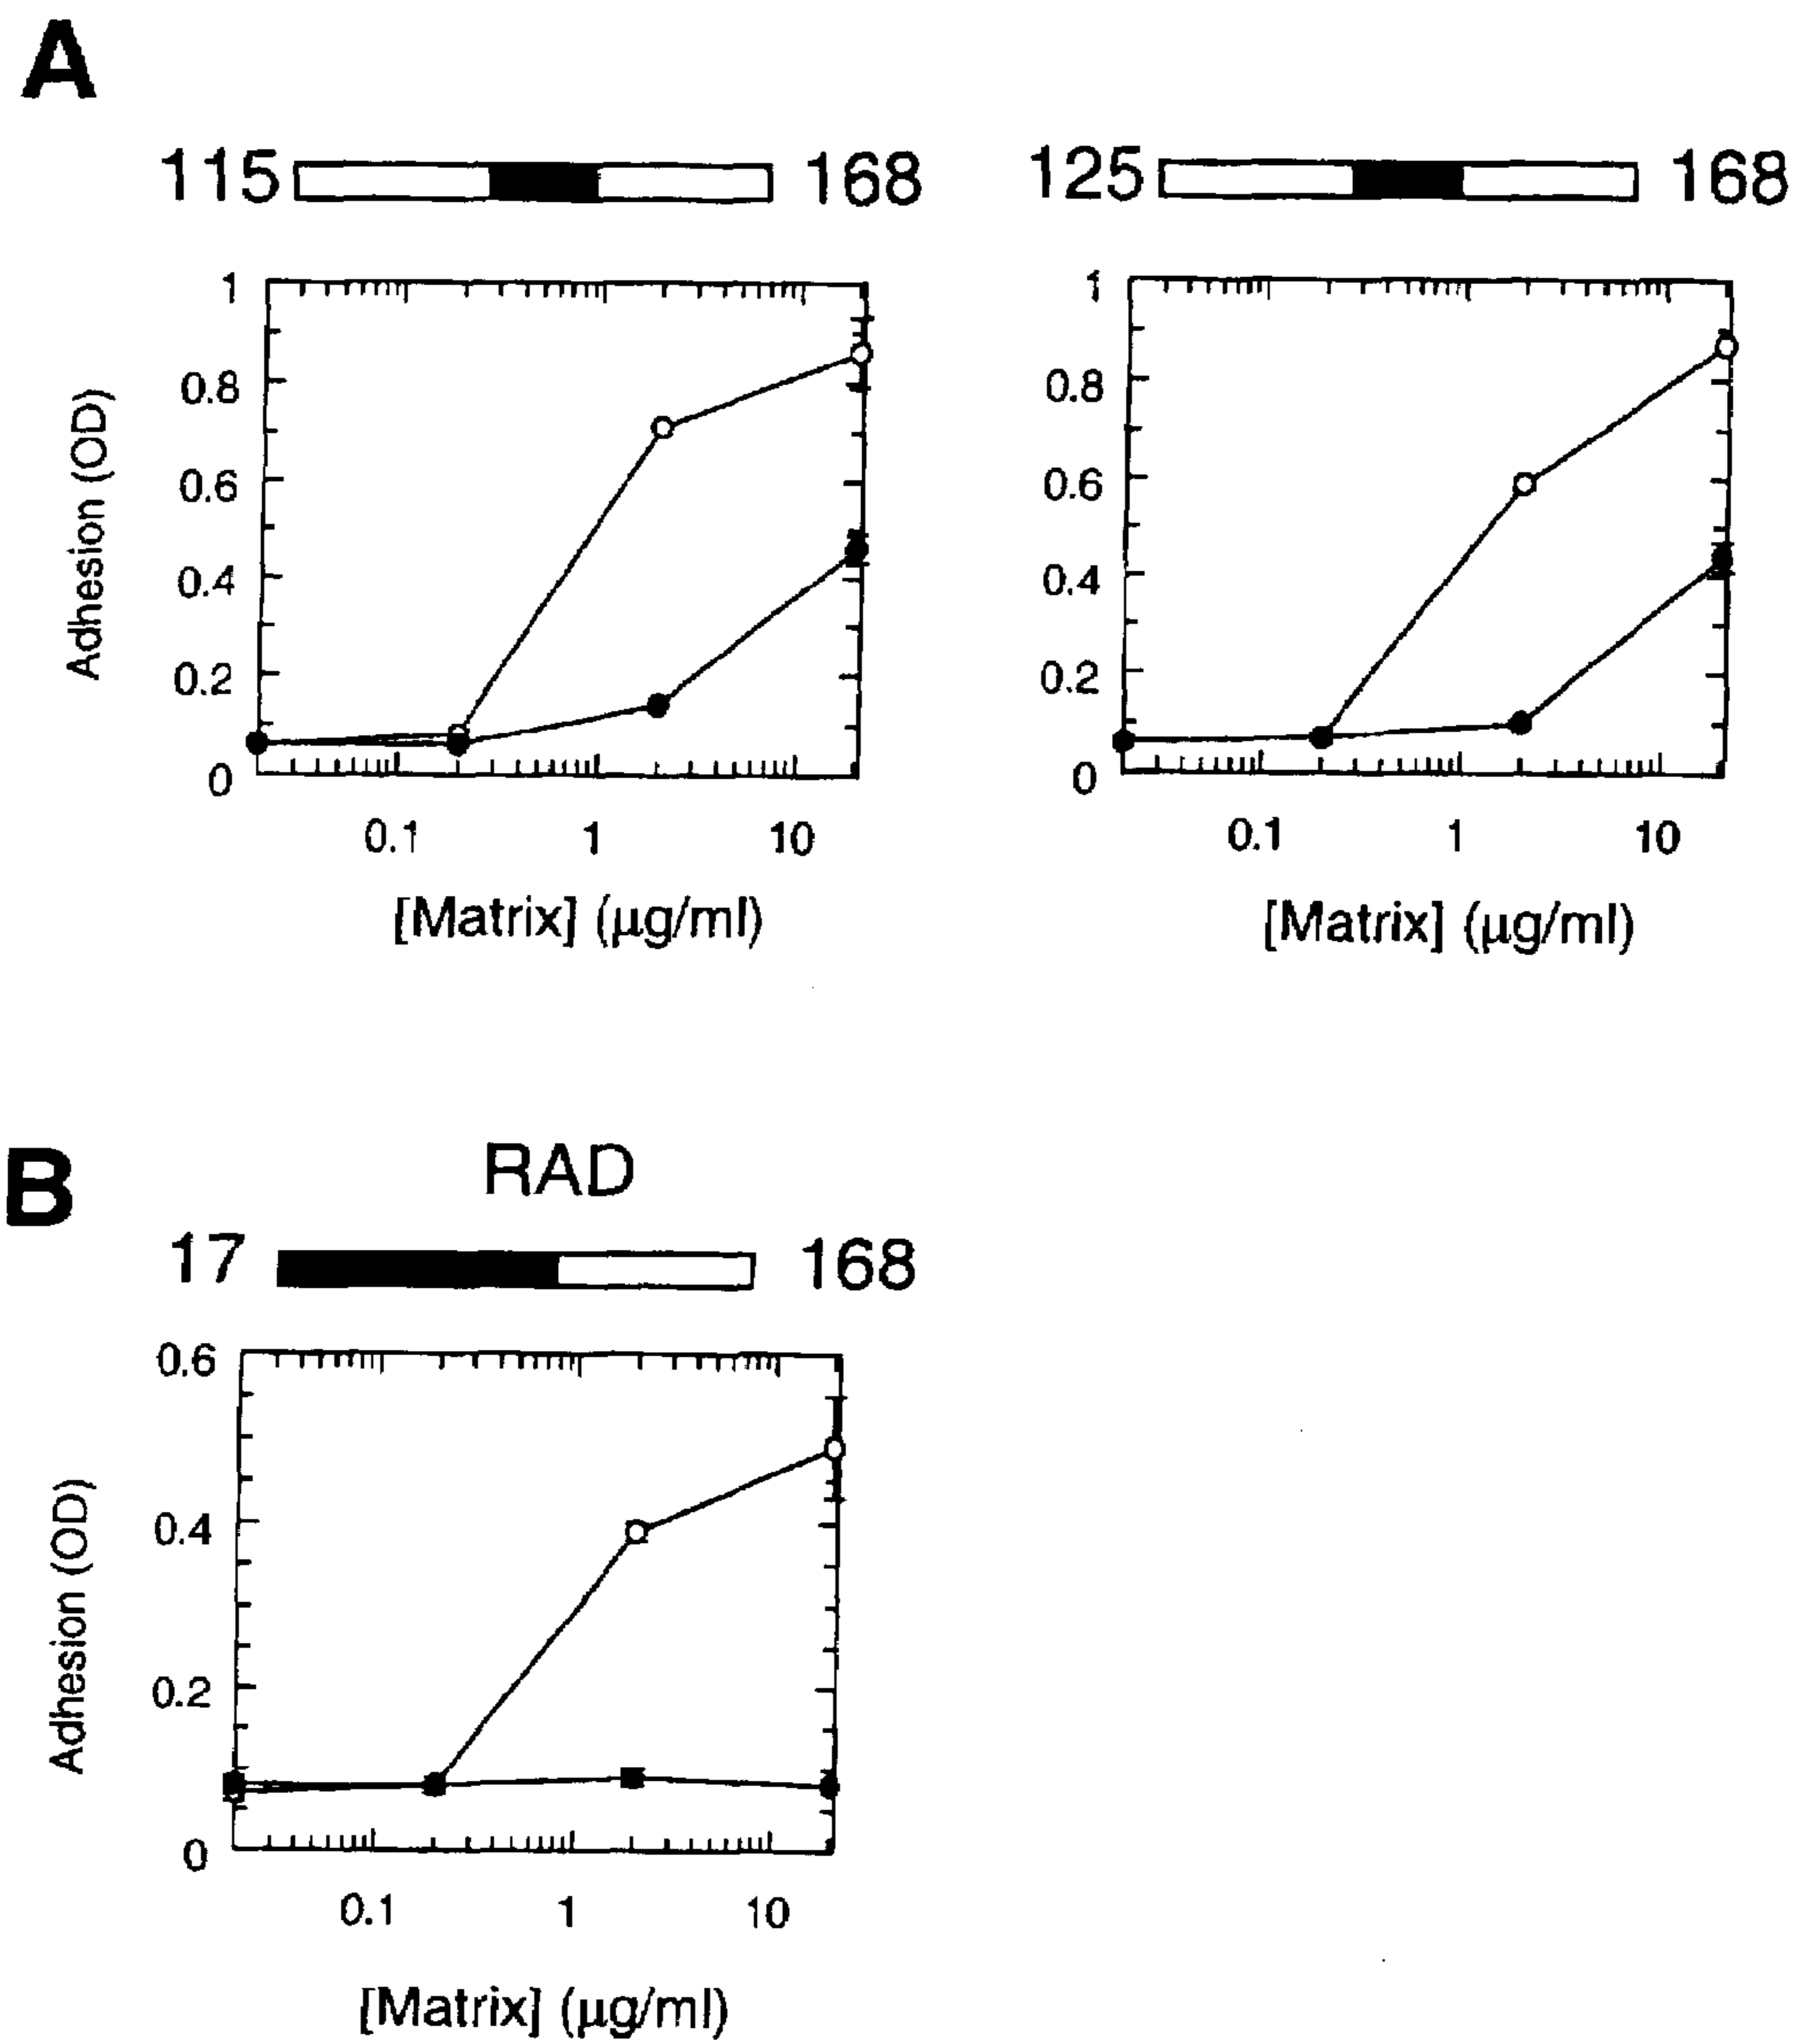 A
115 168 125 168
1 1
0.8 0.8
0.6 0.6
0.4 0.4
0.2 0.2
0 0
Adhesion (OD)
0.1 1 10 0.1 1 10
[Matrix] (µg/ml) [Matrix] (µg/ml)
B
RAD
17 168
0.6
0.4
0.2
0
Adhesion (OD)
0.1 1 10
[Matrix] (µg/ml)